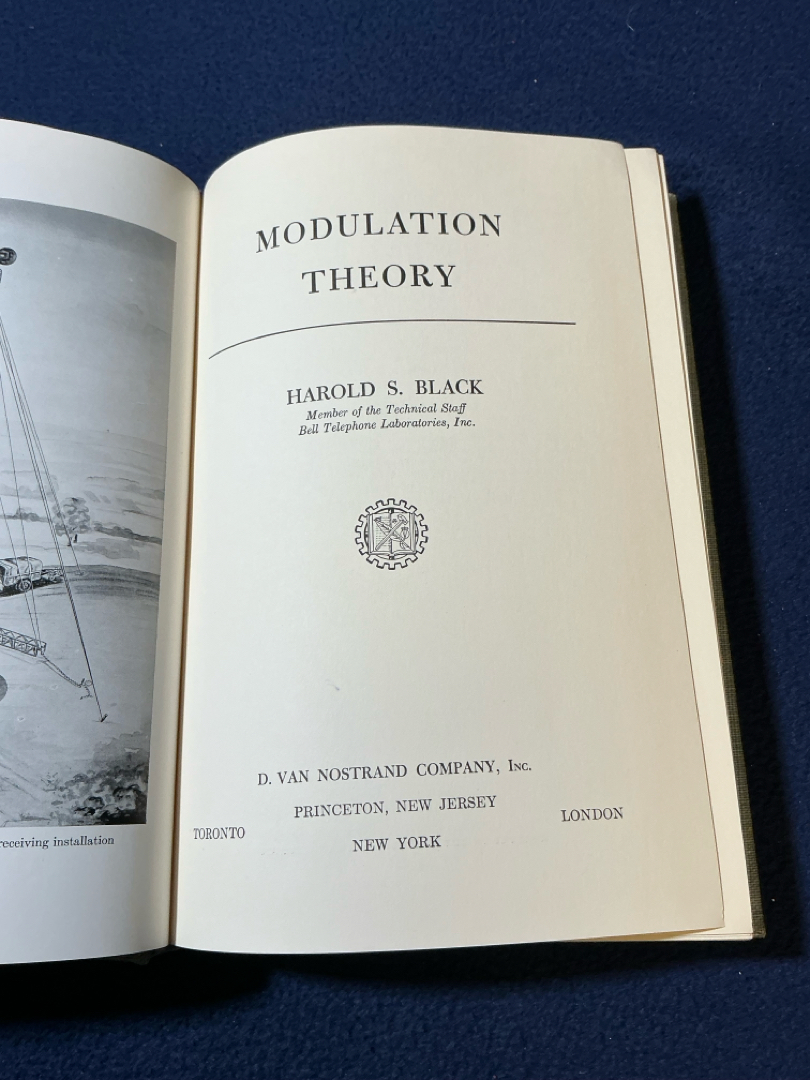 MODULATION
THEORY
HAROLD S. BLACK
Member of the Technical Staff
Bell Telephone Laboratories, Inc.
D. VAN NOSTRAND COMPANY, Inc.
PRINCETON, NEW JERSEY
TORONTO LONDON
NEW YORK
receiving installation